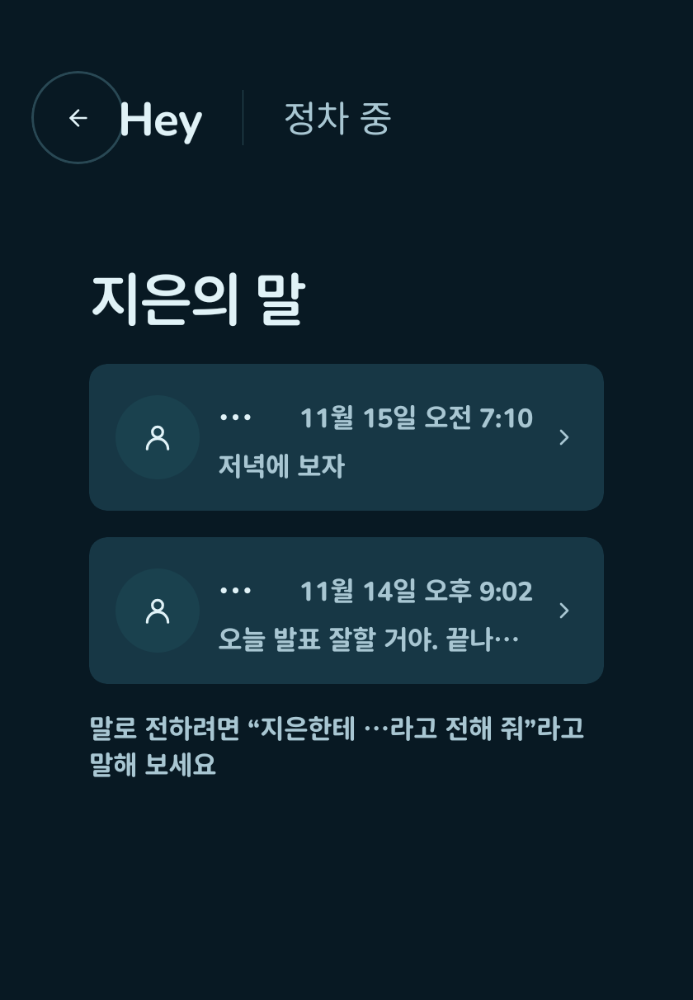 Hey 정차 중
지은의 말
··· 11월 15일 오전 7:10
저녁에 보자
··· 11월 14일 오후 9:02
오늘 발표 잘할 거야. 끝나···
말로 전하려면 “지은한테 ···라고 전해 줘”라고
말해 보세요